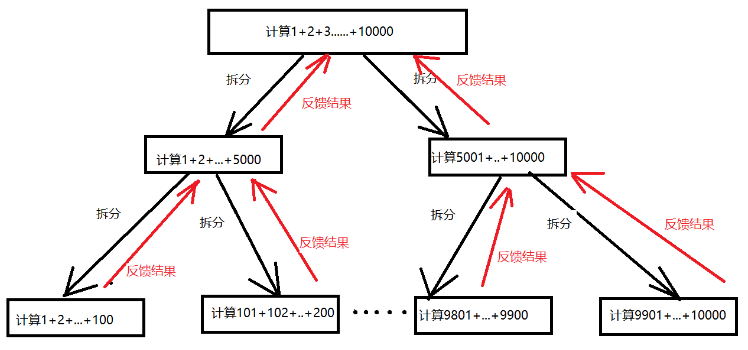 计算1+2+3......+10000
拆分
反馈结果
拆分
反馈结果
计算1+2+...+5000
计算5001+..+10000
拆分
反馈结果
拆分
反馈结果
拆分
反馈结果
拆分
反馈结果
计算1+2+...+100
计算101+102+..+200
......
计算9801+...+9900
计算9901+...+10000